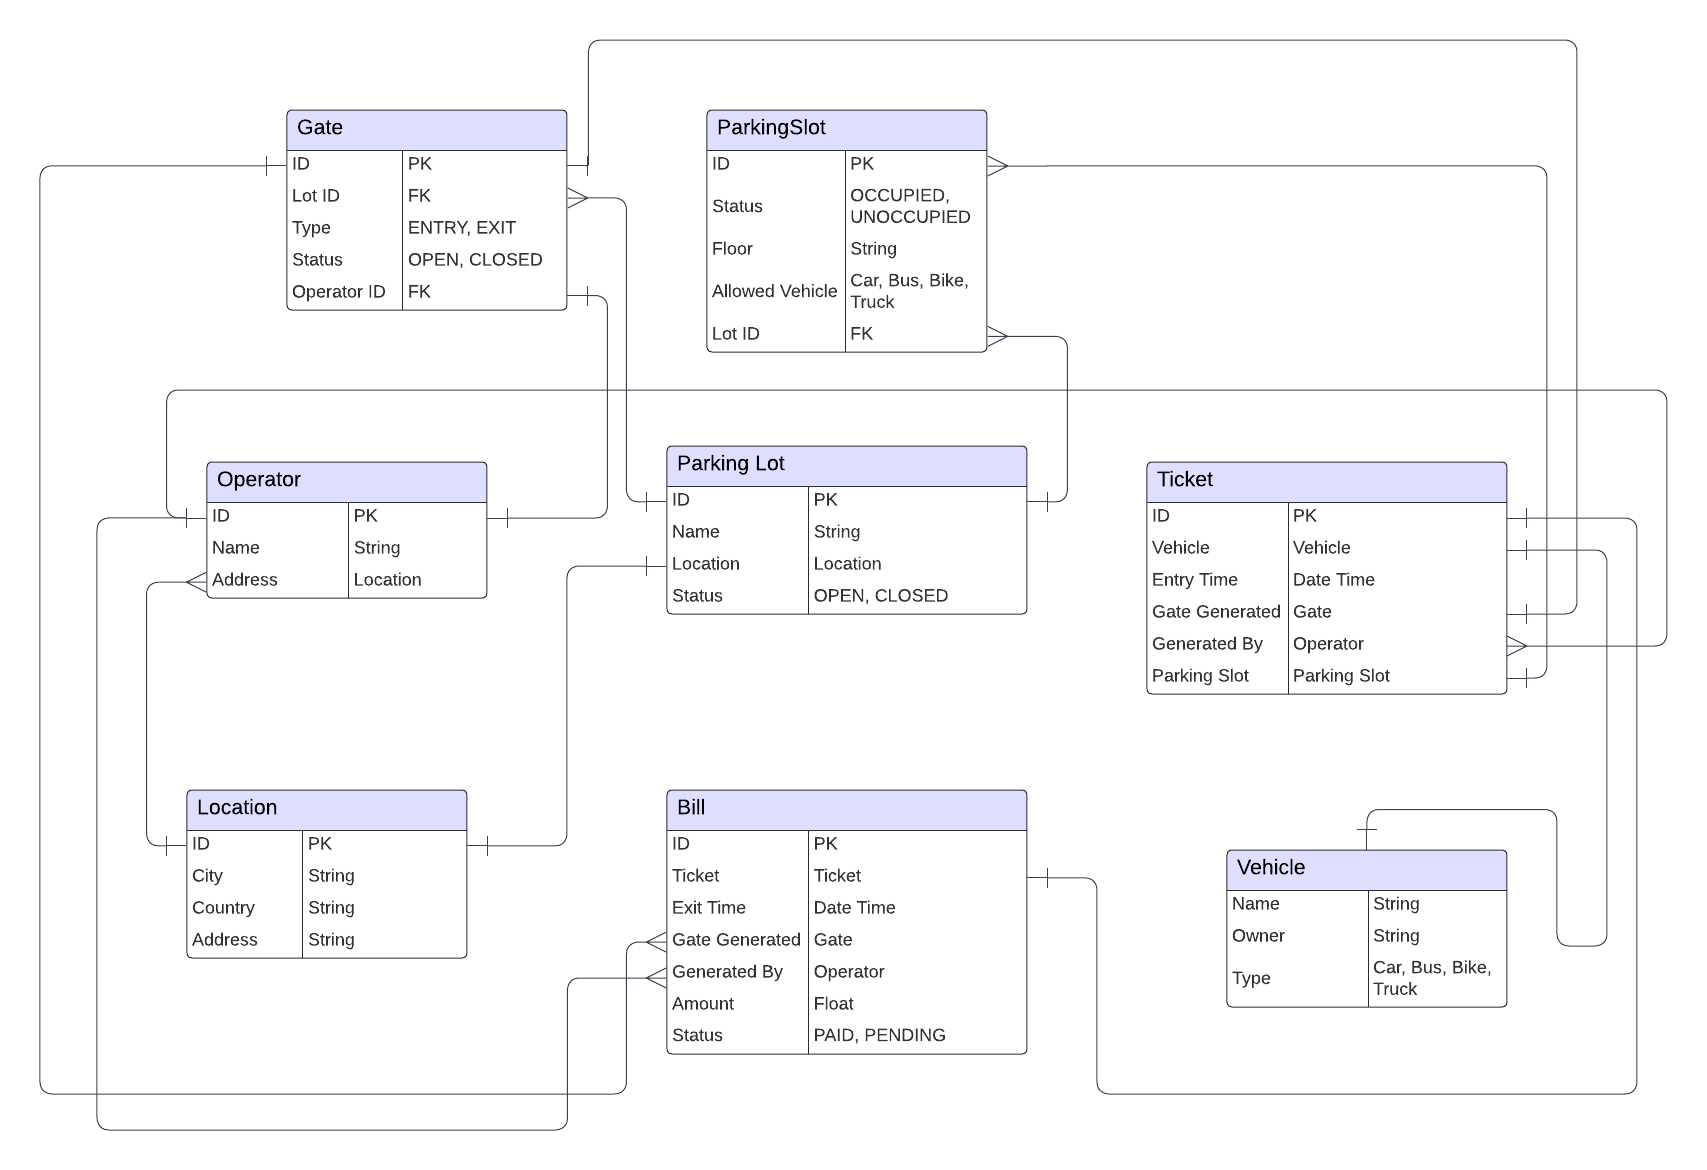 Gate
ID PK
Lot ID FK
Type ENTRY, EXIT
Status OPEN, CLOSED
Operator ID FK
ParkingSlot
ID PK
Status OCCUPIED,
UNOCCUPIED
Floor String
Allowed Vehicle Car, Bus, Bike,
Truck
Lot ID FK
Operator
ID PK
Name String
Address Location
Parking Lot
ID PK
Name String
Location Location
Status OPEN, CLOSED
Ticket
ID PK
Vehicle Vehicle
Entry Time Date Time
Gate Generated Gate
Generated By Operator
Parking Slot Parking Slot
Location
ID PK
City String
Country String
Address String
Bill
ID PK
Ticket Ticket
Exit Time Date Time
Gate Generated Gate
Generated By Operator
Amount Float
Status PAID, PENDING
Vehicle
Name String
Owner String
Type Car, Bus, Bike,
Truck